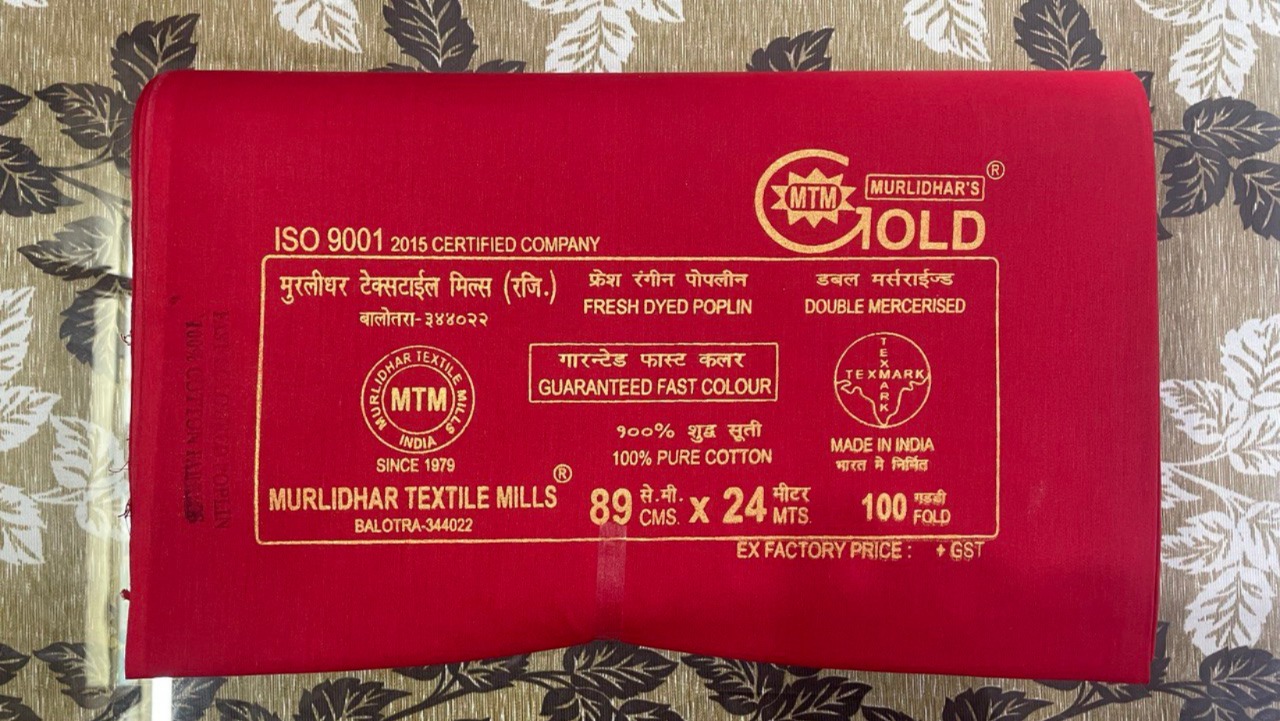 MTM
MURLIDHAR'S
®
GOLD
ISO 9001 2015 CERTIFIED COMPANY
मुरलीधर टेक्सटाईल मिल्स (रजि.)
बालोतरा-३४४०२२
फ्रेश रंगीन पोपलीन
FRESH DYED POPLIN
डबल मर्सराईज्ड
DOUBLE MERCERISED
MURLIDHAR TEXTILE MILLS
MTM
INDIA
SINCE 1979
गारन्टेड फास्ट कलर
GUARANTEED FAST COLOUR
TEXMARK
TEXMARK
१००% शुद्ध सूती
100% PURE COTTON
MADE IN INDIA
भारत मे निर्मित
MURLIDHAR TEXTILE MILLS®
BALOTRA-344022
89 से.मी. CMS. x 24 मीटर MTS.
100 गड़डी FOLD
EX FACTORY PRICE : + GST